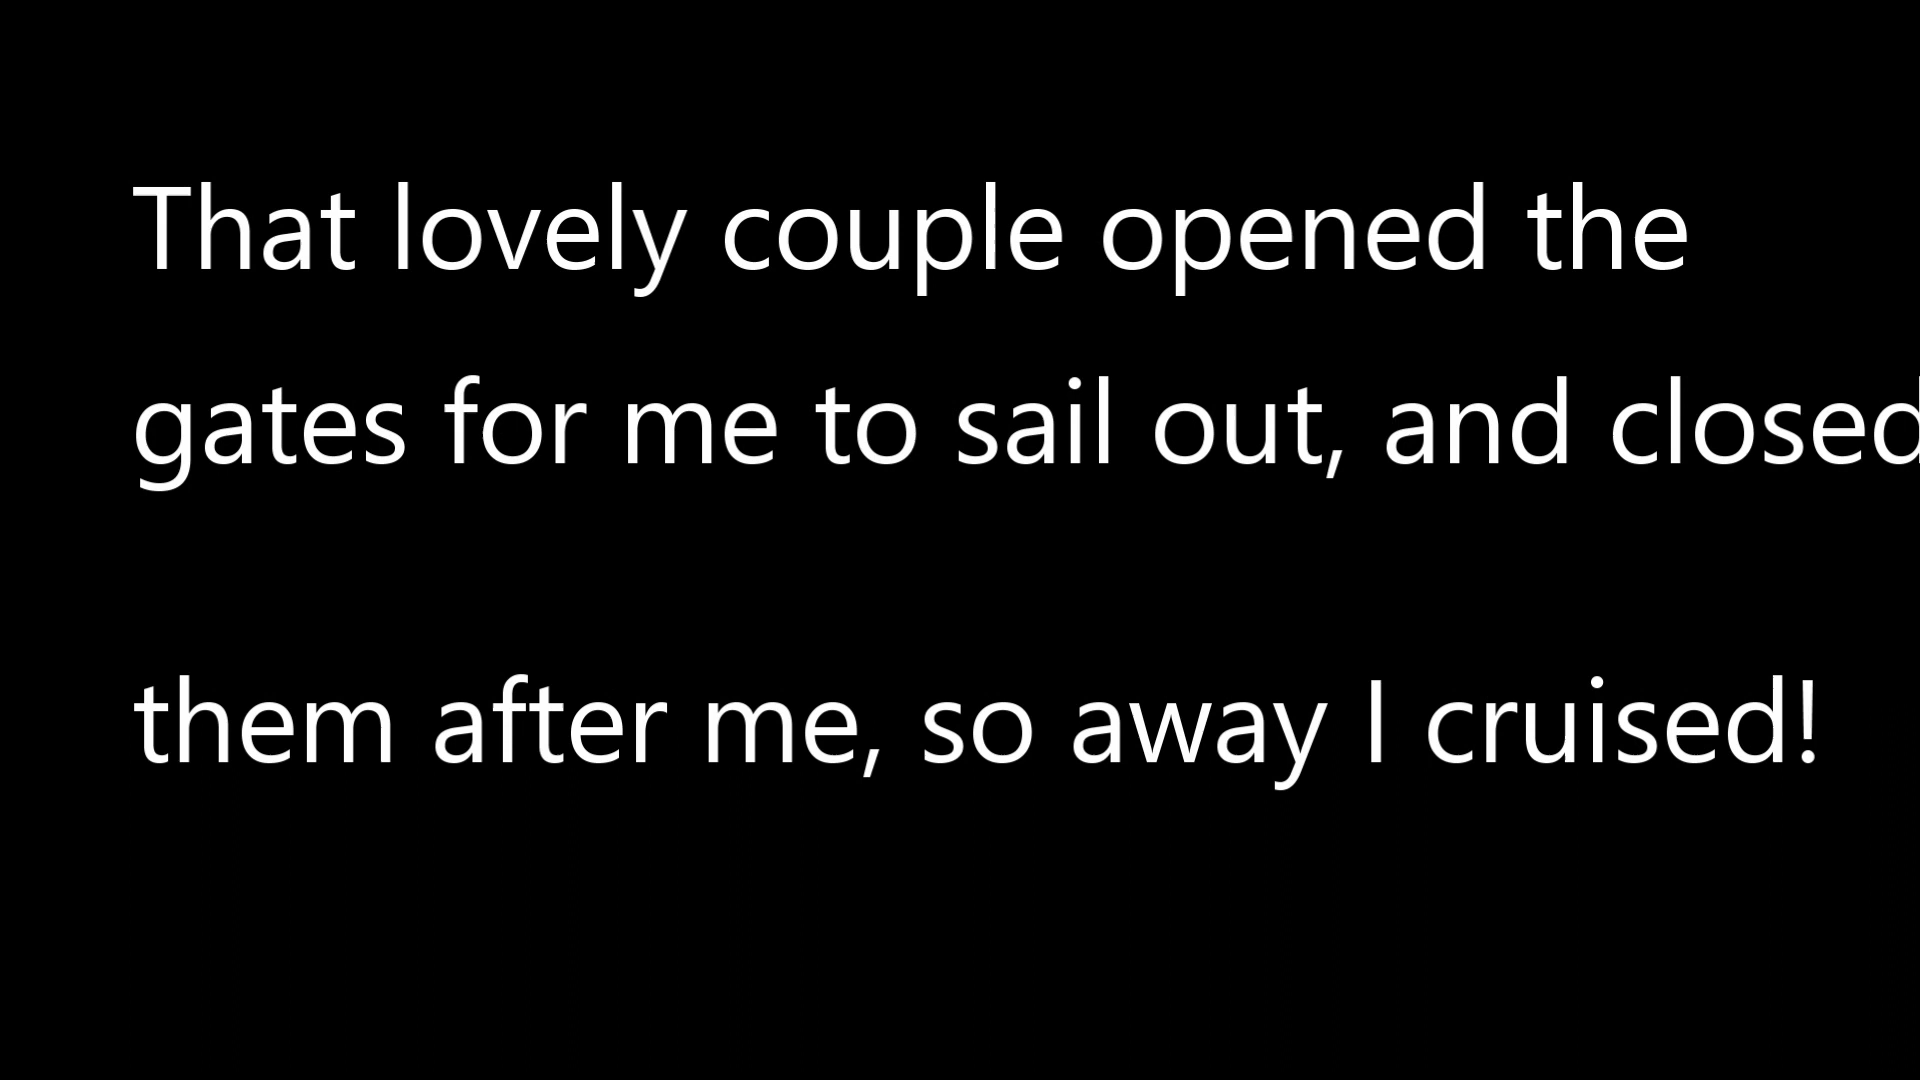 That lovely couple opened the
gates for me to sail out, and closed
them after me, so away I cruised!